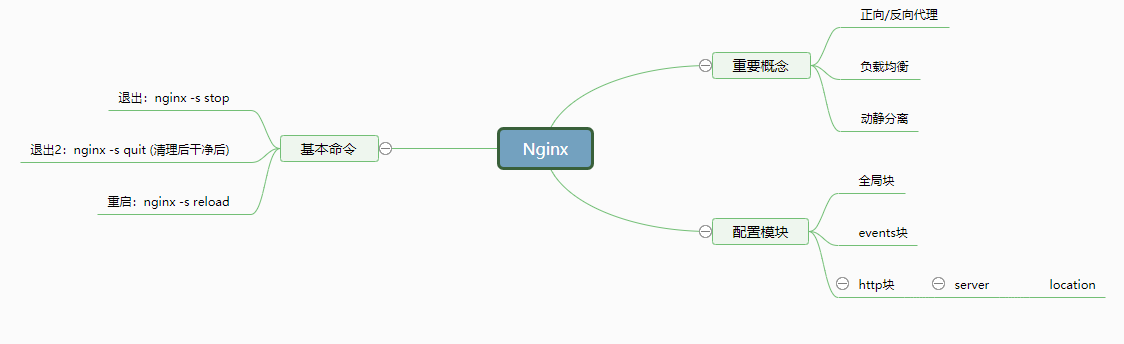 Nginx
重要概念
正向/反向代理
负载均衡
动静分离
配置模块
全局块
events块
http块
server
location
基本命令
退出：nginx -s stop
退出2：nginx -s quit (清理后干净后)
重启：nginx -s reload